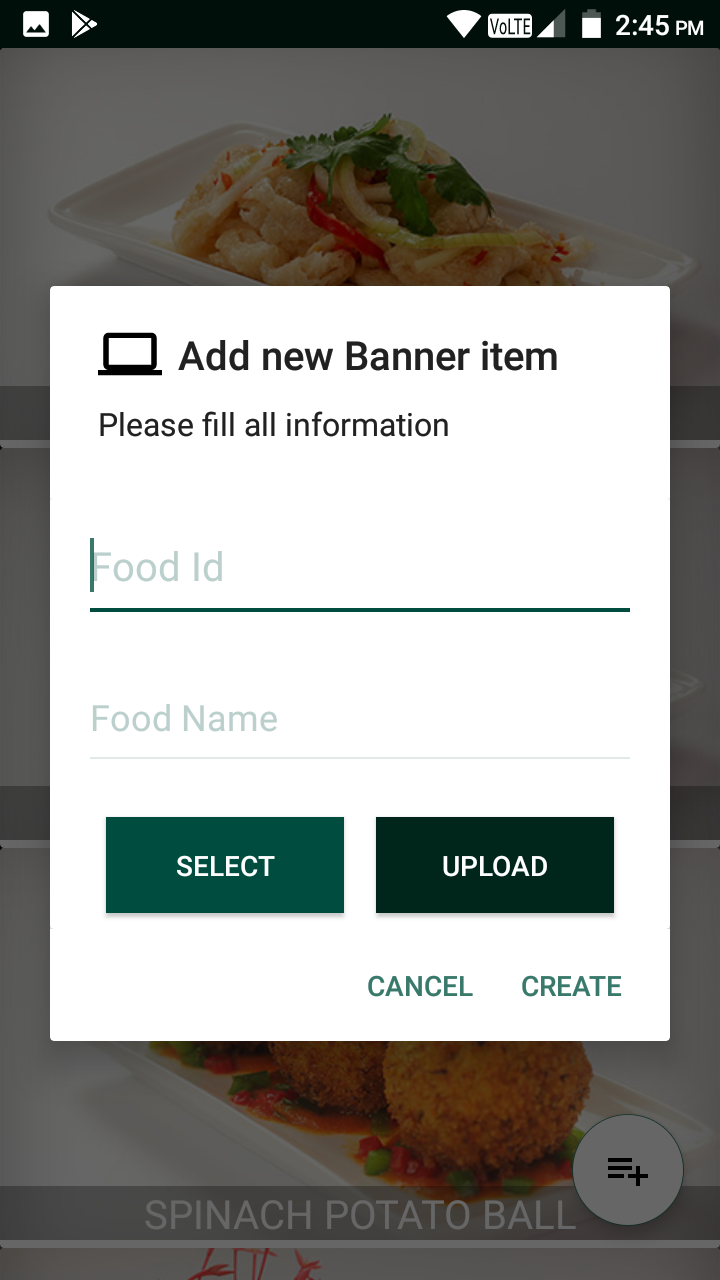 VoLTE 2:45 PM
Add new Banner item
Please fill all information
Food Id
Food Name
SELECT UPLOAD
CANCEL CREATE
SPINACH POTATO BALL